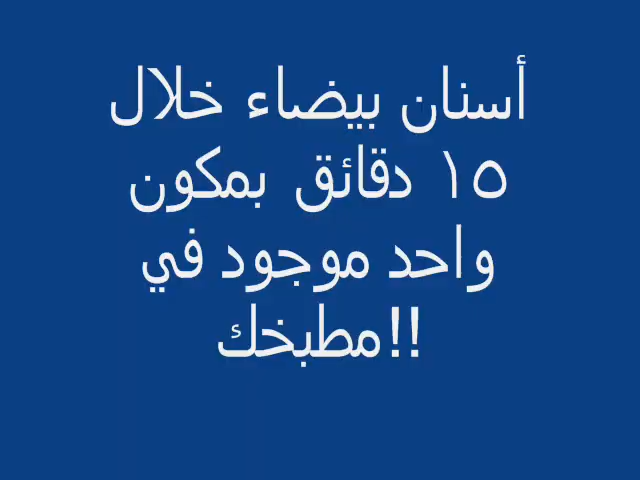 أسنان بيضاء خلال
١٥ دقائق بمكون
واحد موجود في
مطبخك!!